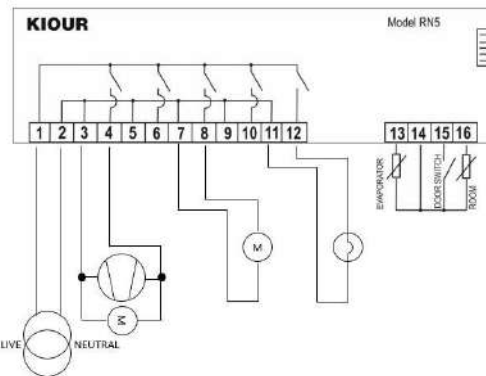 KIOUR Model RN5
1 2 3 4 5 6 7 8 9 10 11 12 13 14 15 16
EVAPORATOR
DOOR SWITCH
ROOM
M
M
LIVE NEUTRAL